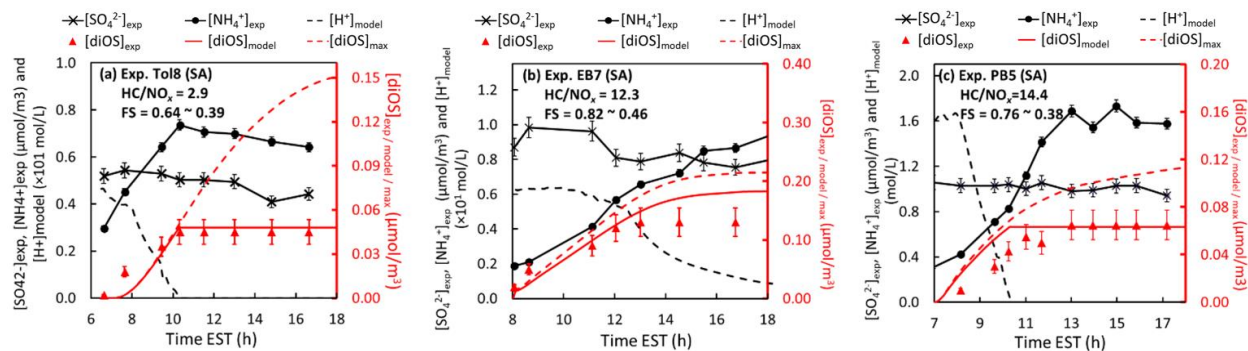 [SO₄²⁻]exp [NH₄⁺]exp [H⁺]model
[diOS]exp [diOS]model [diOS]max
(a) Exp. Tol8 (SA)
HC/NOx = 2.9
FS = 0.64 ~ 0.39
[SO42-]exp, [NH4+]exp (µmol/m3) and
[H+]model (×101 mol/L)
1.0
0.8
0.6
0.4
0.2
0.0
6 8 10 12 14 16 18
Time EST (h)
0.15
0.12
0.09
0.06
0.03
0.00
[diOS]exp / model / max (µmol/m³)
[SO₄²⁻]exp [NH₄⁺]exp [H⁺]model
[diOS]exp [diOS]model [diOS]max
(b) Exp. EB7 (SA)
HC/NOx = 12.3
FS = 0.82 ~ 0.46
[SO₄²⁻]exp, [NH₄⁺]exp (µmol/m³) and [H⁺]model
(×10¹ mol/L)
1.2
1.0
0.8
0.6
0.4
0.2
0.0
8 10 12 14 16 18
Time EST (h)
0.40
0.30
0.20
0.10
0.00
[diOS]exp / model / max (µmol/m³)
[SO₄²⁻]exp [NH₄⁺]exp [H⁺]model
[diOS]exp [diOS]model [diOS]max
(c) Exp. PB5 (SA)
HC/NOx=14.4
FS = 0.76 ~ 0.38
[SO₄²⁻]exp, [NH₄⁺]exp (µmol/m³) and [H⁺]model
(mol/L)
2.0
1.6
1.2
0.8
0.4
0.0
7 9 11 13 15 17
Time EST (h)
0.20
0.16
0.12
0.08
0.04
0.00
[diOS]exp / model / max (µmol/m3)